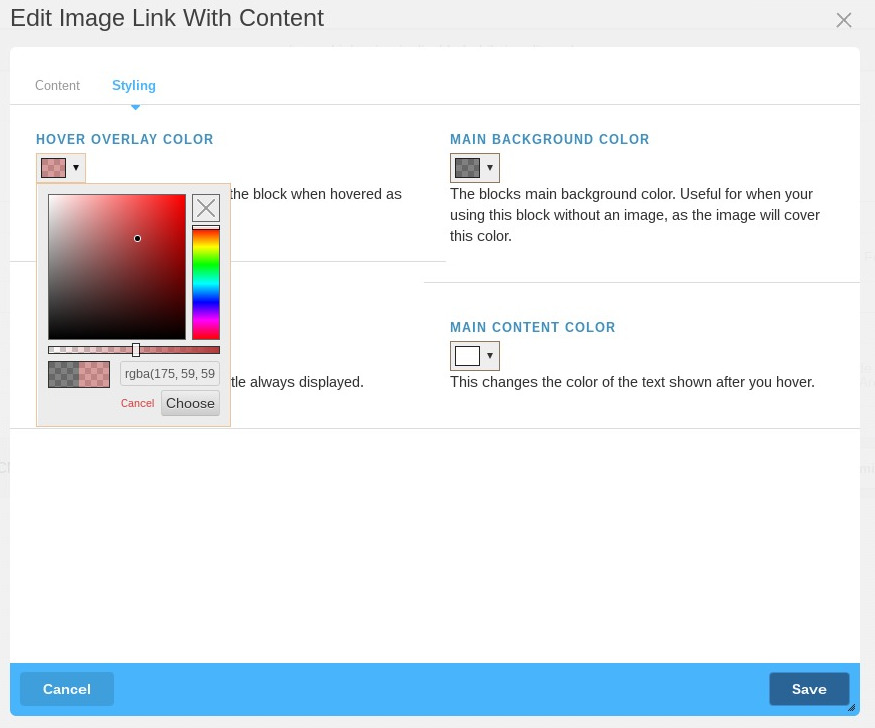 Edit Image Link With Content
Content
Styling
HOVER OVERLAY COLOR
the block when hovered as
rgba(175, 59, 59
Cancel
Choose
tle always displayed.
MAIN BACKGROUND COLOR
The blocks main background color. Useful for when your
using this block without an image, as the image will cover
this color.
MAIN CONTENT COLOR
This changes the color of the text shown after you hover.
Cancel
Save